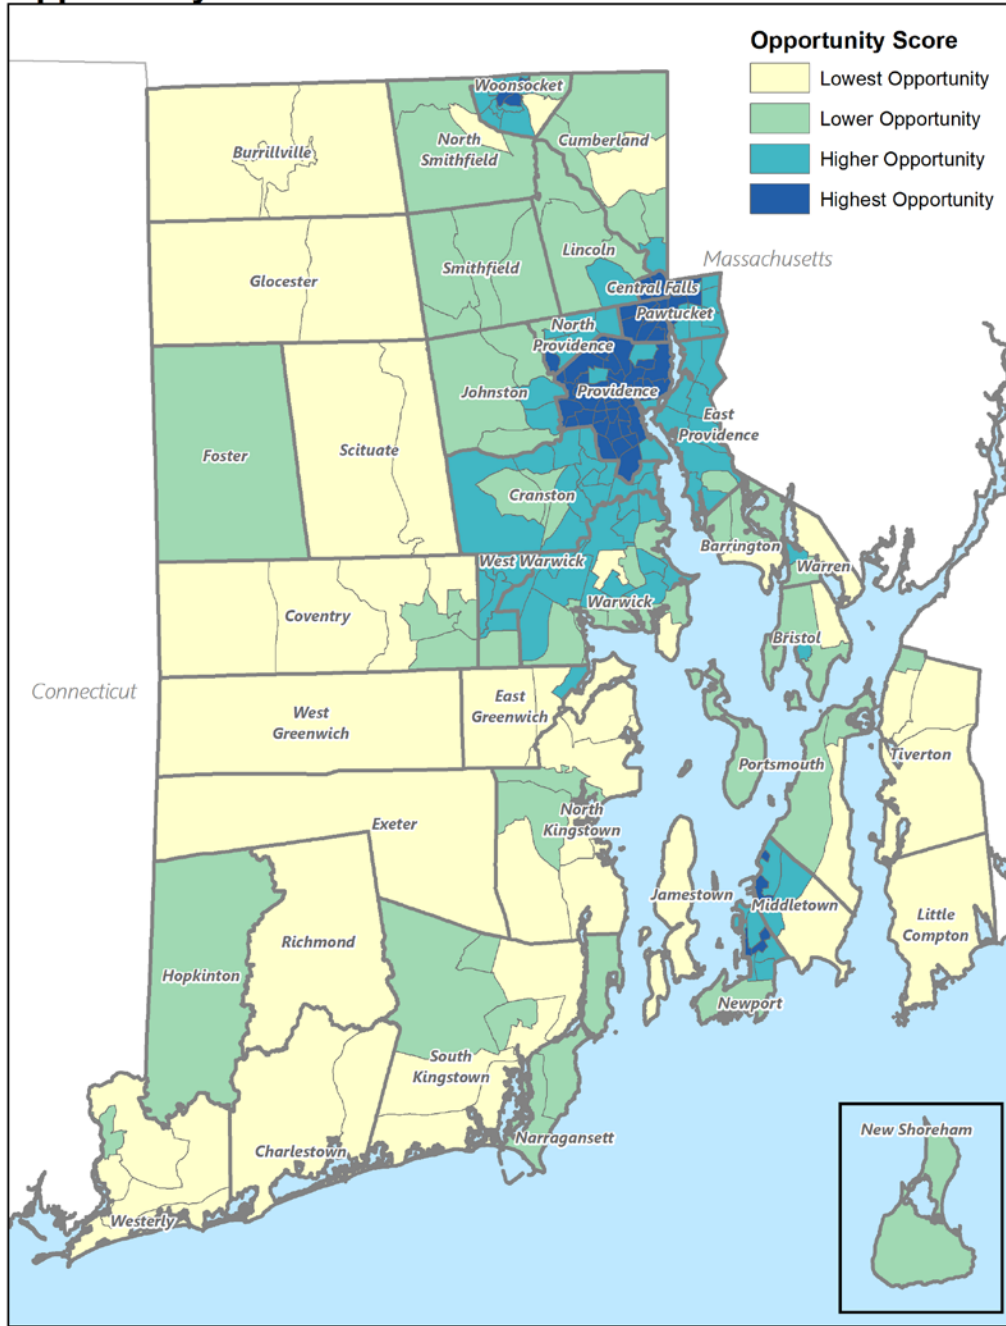 Opportunity Score
Lowest Opportunity
Lower Opportunity
Higher Opportunity
Highest Opportunity
Woonsocket
Burrillville
North
Smithfield
Cumberland
Glocester
Smithfield
Lincoln
Massachusetts
Central Falls
Pawtucket
North
Providence
Johnston
Providence
East
Providence
Foster
Scituate
Cranston
Barrington
West Warwick
Warren
Warwick
Coventry
Bristol
Connecticut
West
Greenwich
East
Greenwich
Tiverton
Portsmouth
Exeter
North
Kingstown
Jamestown
Middletown
Little
Compton
Richmond
Hopkinton
Newport
South
Kingstown
Narragansett
Charlestown
New Shoreham
Westerly